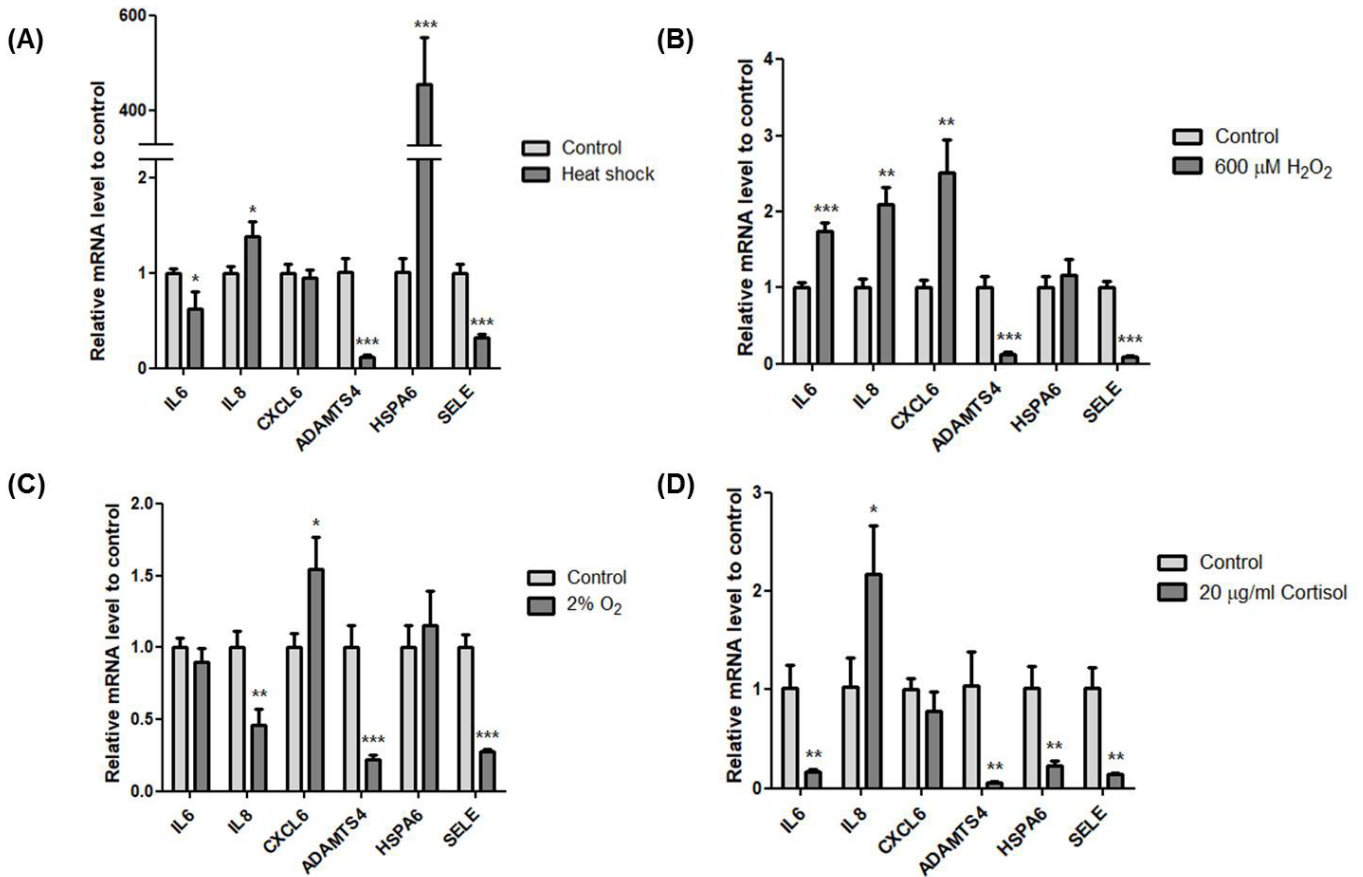 (A)
Relative mRNA level to control
600
400
2
1
0
*
*
***
***
***
IL6
IL8
CXCL6
ADAMTS4
HSPA6
SELE
Control
Heat shock
(B)
Relative mRNA level to control
4
3
2
1
0
***
**
**
***
***
IL6
IL8
CXCL6
ADAMTS4
HSPA6
SELE
Control
600 μM H₂O₂
(C)
Relative mRNA level to control
2.0
1.5
1.0
0.5
0.0
**
*
***
***
IL6
IL8
CXCL6
ADAMTS4
HSPA6
SELE
Control
2% O₂
(D)
Relative mRNA level to control
3
2
1
0
**
*
**
**
**
IL6
IL8
CXCL6
ADAMTS4
HSPA6
SELE
Control
20 μg/ml Cortisol